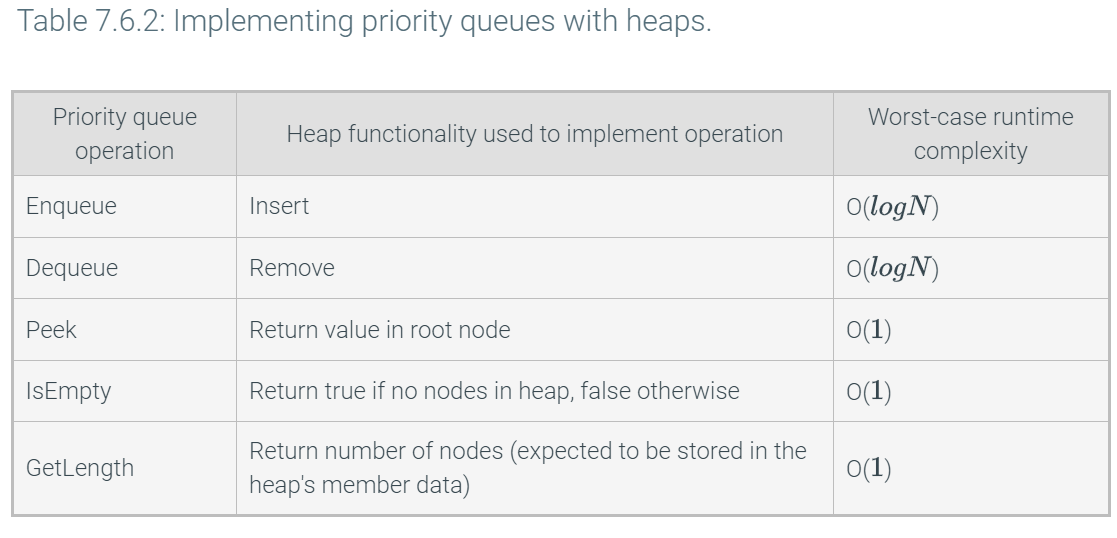 Table 7.6.2: Implementing priority queues with heaps.
Priority queue
operation
Heap functionality used to implement operation
Worst-case runtime
complexity
Enqueue
Insert
O(logN)
Dequeue
Remove
O(logN)
Peek
Return value in root node
O(1)
IsEmpty
Return true if no nodes in heap, false otherwise
O(1)
GetLength
Return number of nodes (expected to be stored in the
heap's member data)
O(1)